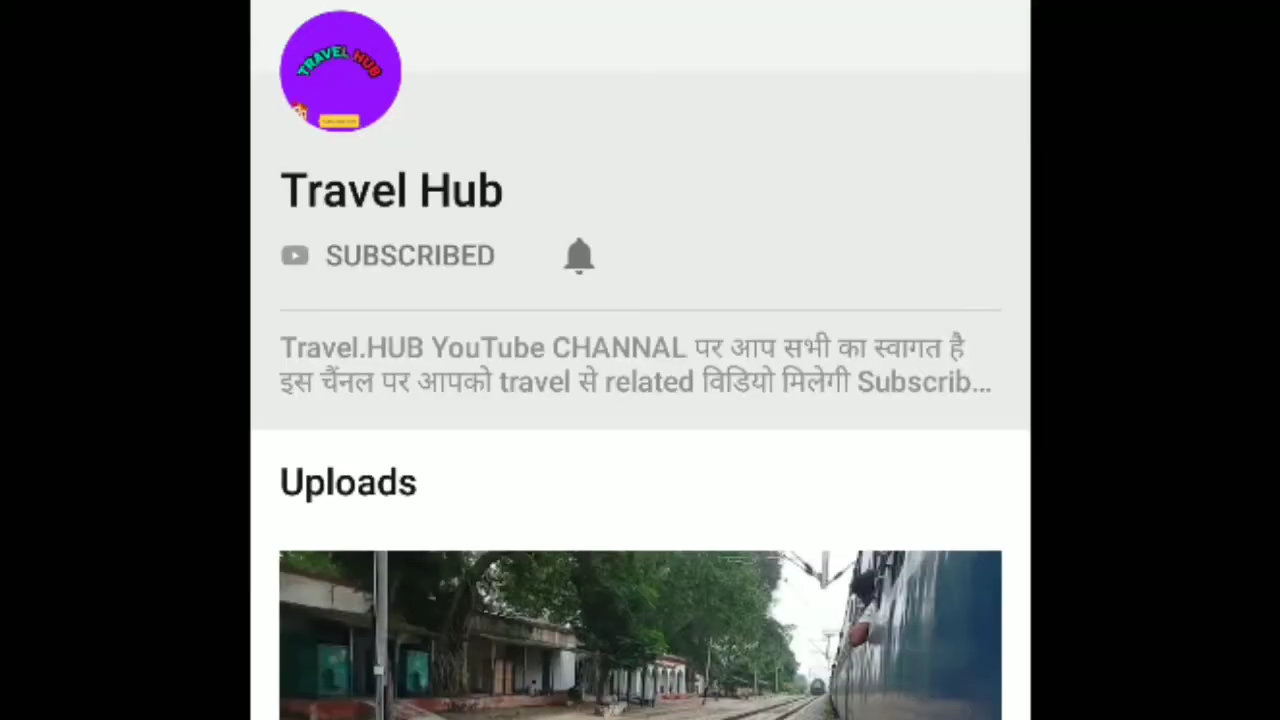 TRAVEL HUB
Travel Hub
SUBSCRIBED
Travel.HUB YouTube CHANNAL पर आप सभी का स्वागत है
इस चैंनल पर आपको travel से related विडियो मिलेगी Subscrib...
Uploads